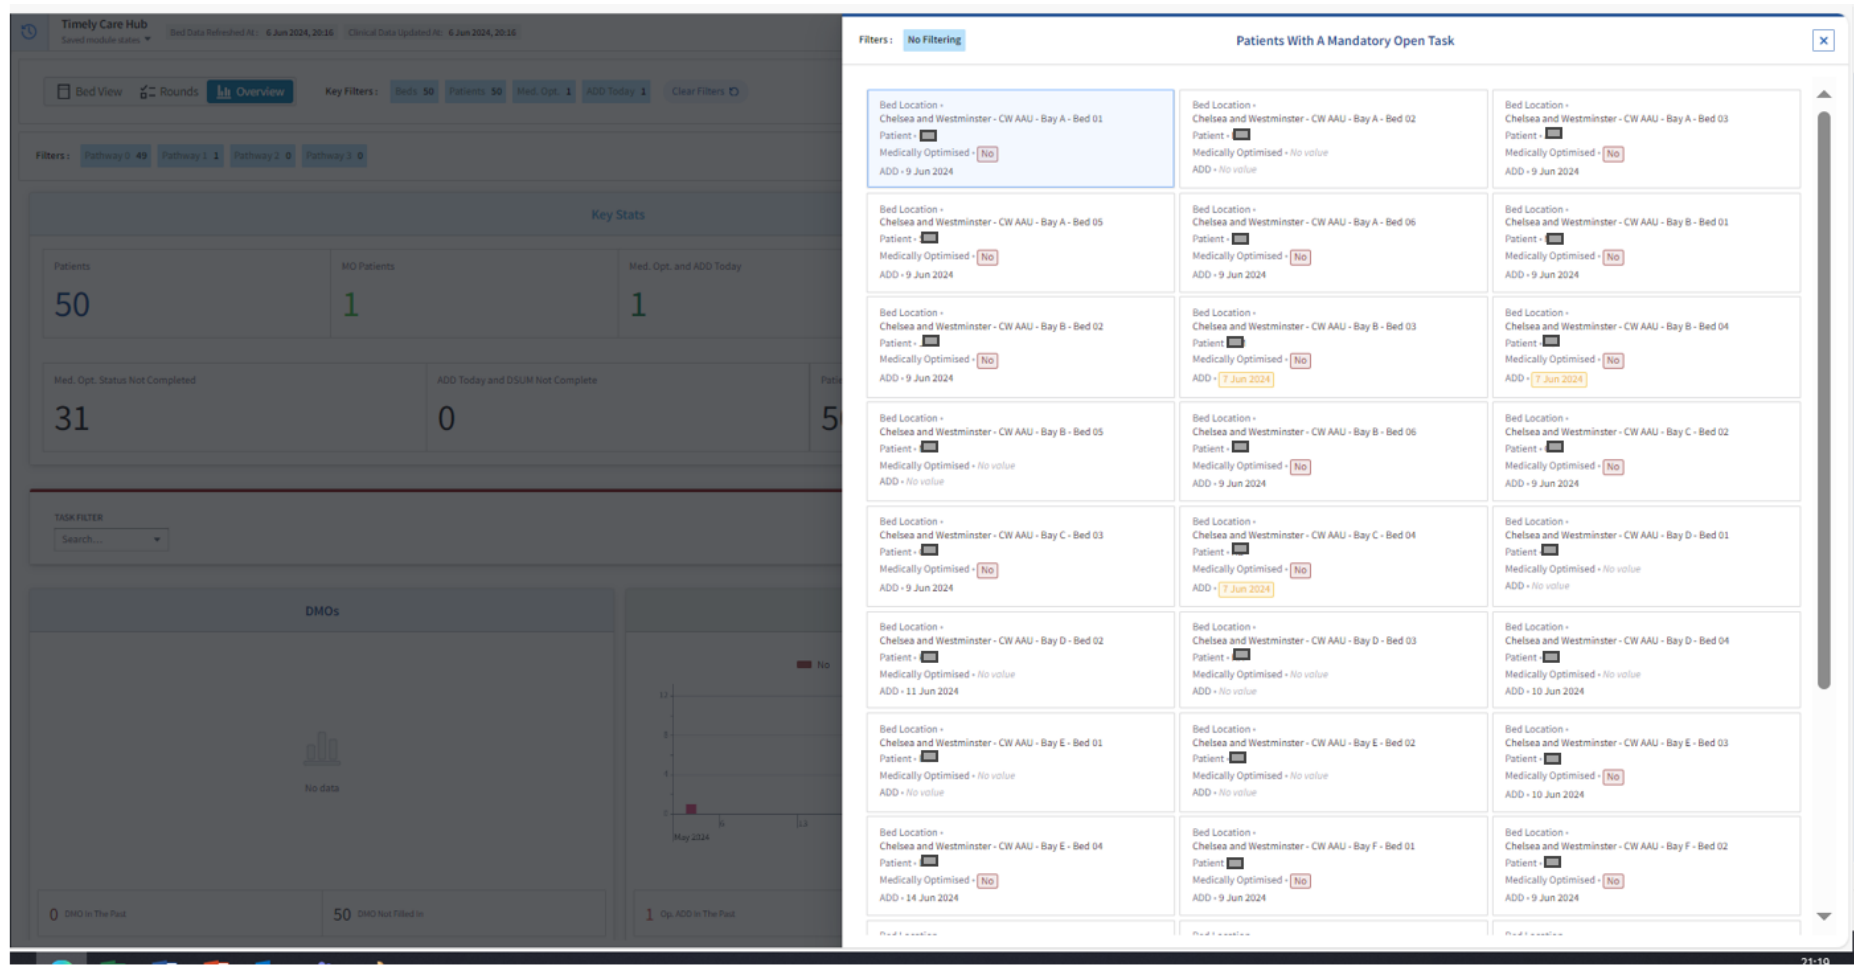 Timely Care Hub
Saved module states
Bed Data Refreshed At : 6 Jun 2024, 20:16
Clinical Data Updated At: 6 Jun 2024, 20:16
Bed View
Rounds
Overview
Key Filters :
Beds 50
Patients 50
Med. Opt. 1
ADD Today 1
Clear Filters
Filters :
Pathway 0 49
Pathway 1 1
Pathway 2 0
Pathway 3 0
Key Stats
Patients
50
MO Patients
1
Med. Opt. and ADD Today
1
Med. Opt. Status Not Completed
31
ADD Today and DSUM Not Complete
0
TASK FILTER
Search...
DMOs
No data
0 DMO In The Past
50 DMO Not Filled In
No
May 2024
1 Op. ADD In The Past
Filters :
No Filtering
Patients With A Mandatory Open Task
Bed Location •
Chelsea and Westminster - CW AAU - Bay A - Bed 01
Patient •
Medically Optimised • No
ADD • 9 Jun 2024
Bed Location •
Chelsea and Westminster - CW AAU - Bay A - Bed 02
Patient •
Medically Optimised • No value
ADD • No value
Bed Location •
Chelsea and Westminster - CW AAU - Bay A - Bed 03
Patient •
Medically Optimised • No
ADD • 9 Jun 2024
Bed Location •
Chelsea and Westminster - CW AAU - Bay A - Bed 05
Patient •
Medically Optimised • No
ADD • 9 Jun 2024
Bed Location •
Chelsea and Westminster - CW AAU - Bay A - Bed 06
Patient •
Medically Optimised • No
ADD • 9 Jun 2024
Bed Location •
Chelsea and Westminster - CW AAU - Bay B - Bed 01
Patient •
Medically Optimised • No
ADD • 9 Jun 2024
Bed Location •
Chelsea and Westminster - CW AAU - Bay B - Bed 02
Patient •
Medically Optimised • No
ADD • 9 Jun 2024
Bed Location •
Chelsea and Westminster - CW AAU - Bay B - Bed 03
Patient
Medically Optimised • No
ADD • 7 Jun 2024
Bed Location •
Chelsea and Westminster - CW AAU - Bay B - Bed 04
Patient •
Medically Optimised • No
ADD • 7 Jun 2024
Bed Location •
Chelsea and Westminster - CW AAU - Bay B - Bed 05
Patient •
Medically Optimised • No value
ADD • No value
Bed Location •
Chelsea and Westminster - CW AAU - Bay B - Bed 06
Patient •
Medically Optimised • No
ADD • 9 Jun 2024
Bed Location •
Chelsea and Westminster - CW AAU - Bay C - Bed 02
Patient •
Medically Optimised • No
ADD • 9 Jun 2024
Bed Location •
Chelsea and Westminster - CW AAU - Bay C - Bed 03
Patient •
Medically Optimised • No
ADD • 9 Jun 2024
Bed Location •
Chelsea and Westminster - CW AAU - Bay C - Bed 04
Patient •
Medically Optimised • No
ADD • 7 Jun 2024
Bed Location •
Chelsea and Westminster - CW AAU - Bay D - Bed 01
Patient •
Medically Optimised • No value
ADD • No value
Bed Location •
Chelsea and Westminster - CW AAU - Bay D - Bed 02
Patient •
Medically Optimised • No value
ADD • 11 Jun 2024
Bed Location •
Chelsea and Westminster - CW AAU - Bay D - Bed 03
Patient •
Medically Optimised • No value
ADD • No value
Bed Location •
Chelsea and Westminster - CW AAU - Bay D - Bed 04
Patient •
Medically Optimised • No value
ADD • 10 Jun 2024
Bed Location •
Chelsea and Westminster - CW AAU - Bay E - Bed 01
Patient •
Medically Optimised • No value
ADD • No value
Bed Location •
Chelsea and Westminster - CW AAU - Bay E - Bed 02
Patient •
Medically Optimised • No value
ADD • No value
Bed Location •
Chelsea and Westminster - CW AAU - Bay E - Bed 03
Patient •
Medically Optimised • No
ADD • 10 Jun 2024
Bed Location •
Chelsea and Westminster - CW AAU - Bay E - Bed 04
Patient •
Medically Optimised • No
ADD • 14 Jun 2024
Bed Location •
Chelsea and Westminster - CW AAU - Bay F - Bed 01
Patient
Medically Optimised • No
ADD • 9 Jun 2024
Bed Location •
Chelsea and Westminster - CW AAU - Bay F - Bed 02
Patient •
Medically Optimised • No
ADD • 9 Jun 2024
21:19